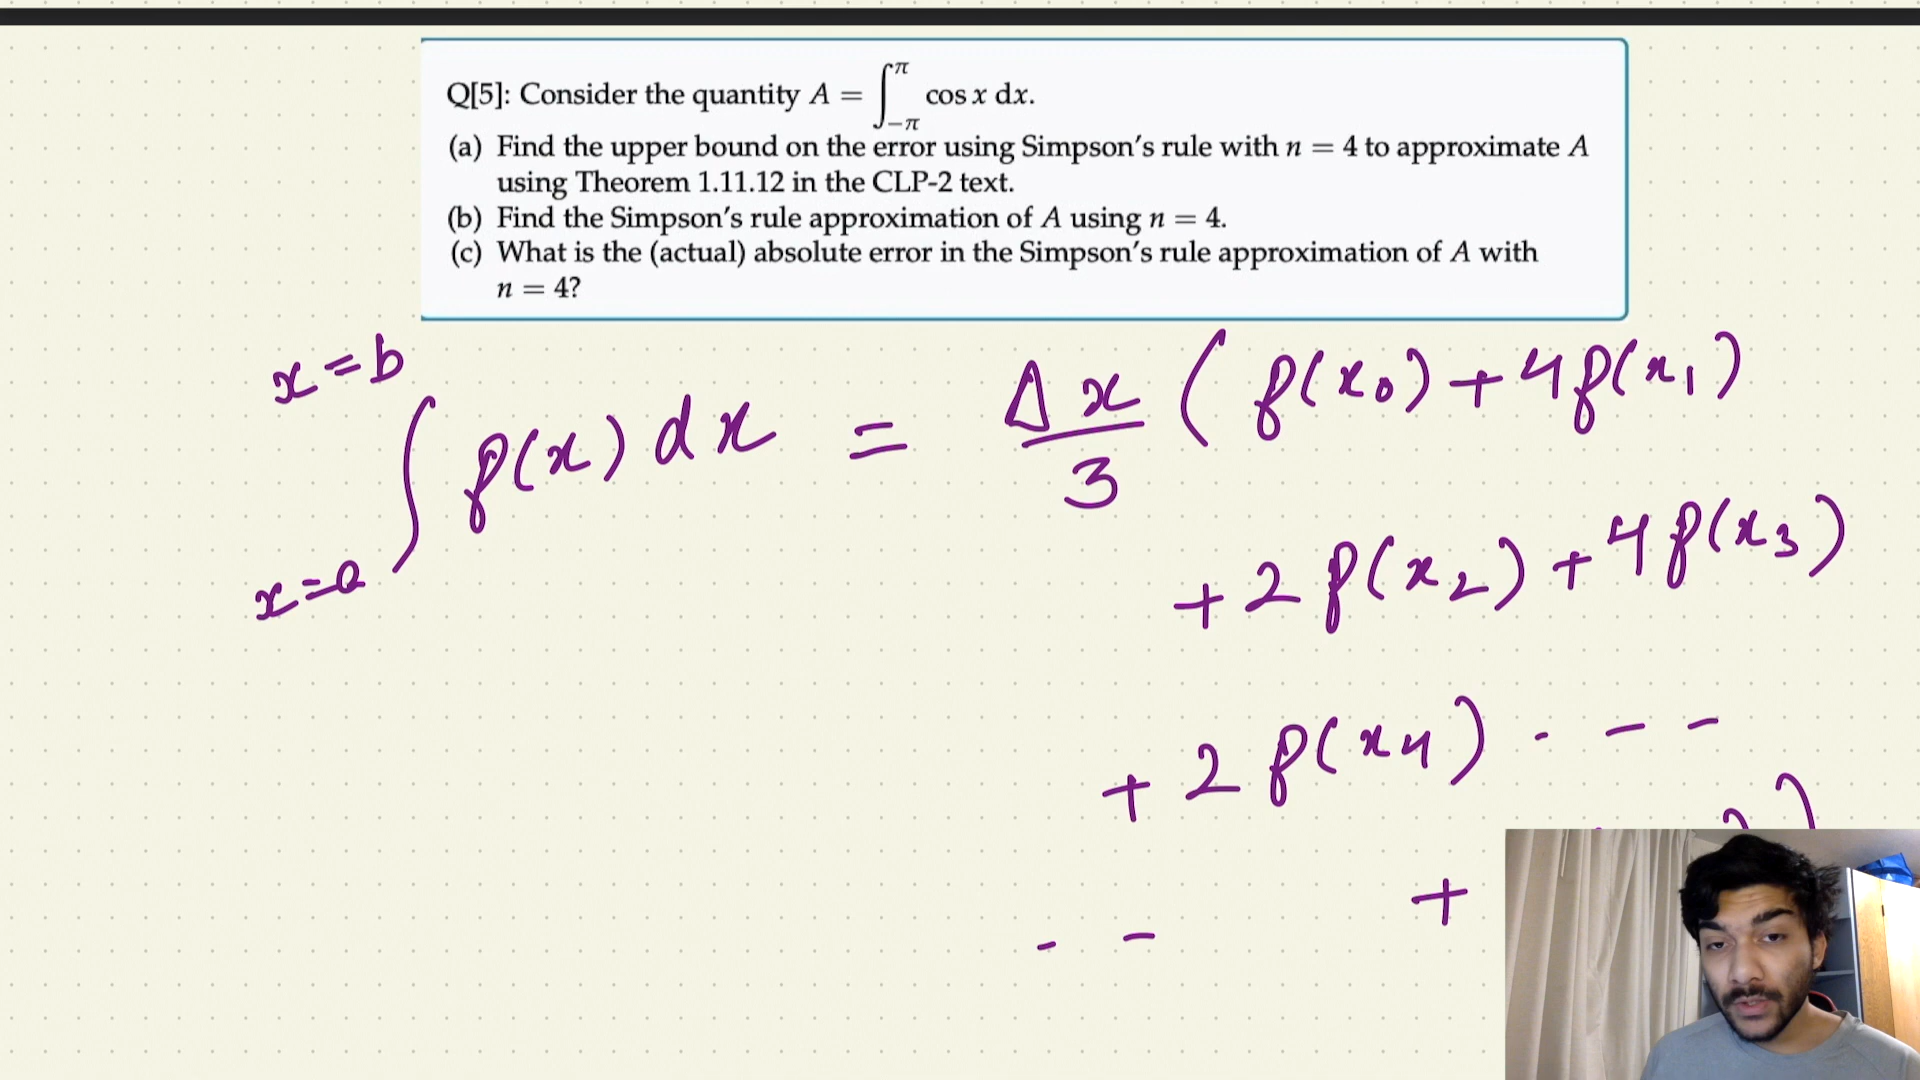 Q[5]: Consider the quantity A = ∫_{−π}^{π} cos x dx.
(a) Find the upper bound on the error using Simpson's rule with n = 4 to approximate A
using Theorem 1.11.12 in the CLP-2 text.
(b) Find the Simpson's rule approximation of A using n = 4.
(c) What is the (actual) absolute error in the Simpson's rule approximation of A with
n = 4?
∫_{x=a}^{x=b} f(x) dx = Δx/3 ( f(x₀) + 4f(x₁)
+ 2f(x₂) + 4f(x₃)
+ 2f(x₄) - - -
- - +